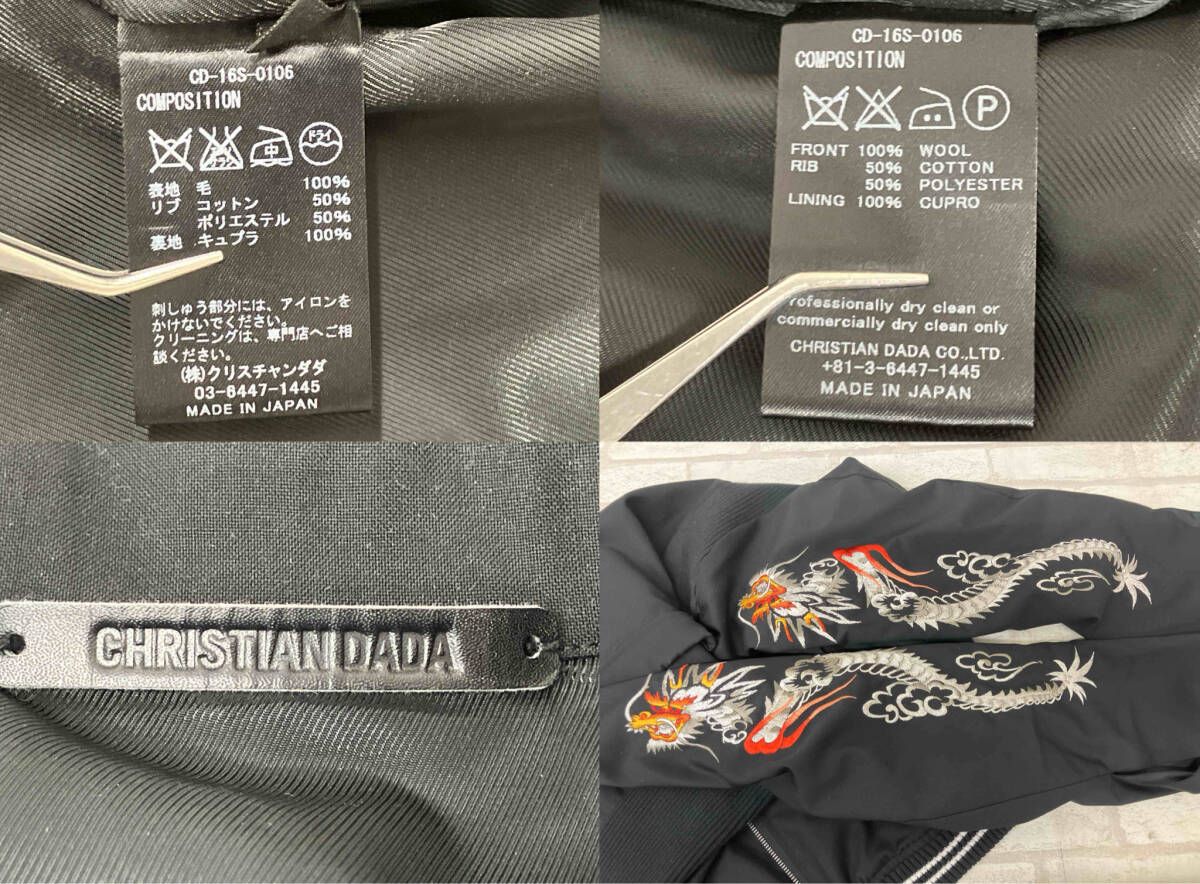 CD-16S-0106
COMPOSITION
中 ドライ
表地 毛 100%
リブ コットン 50%
ポリエステル 50%
裏地 キュプラ 100%
刺しゅう部分には、アイロンを
かけないでください。
クリーニングは、専門店へご相
談ください。
(株)クリスチャンダダ
03-6447-1445
MADE IN JAPAN
CD-16S-0106
COMPOSITION
P
FRONT 100% WOOL
RIB 50% COTTON
50% POLYESTER
LINING 100% CUPRO
rofessionally dry clean or
commercially dry clean only
CHRISTIAN DADA CO.,LTD.
+81-3-6447-1445
MADE IN JAPAN
CHRISTIAN DADA